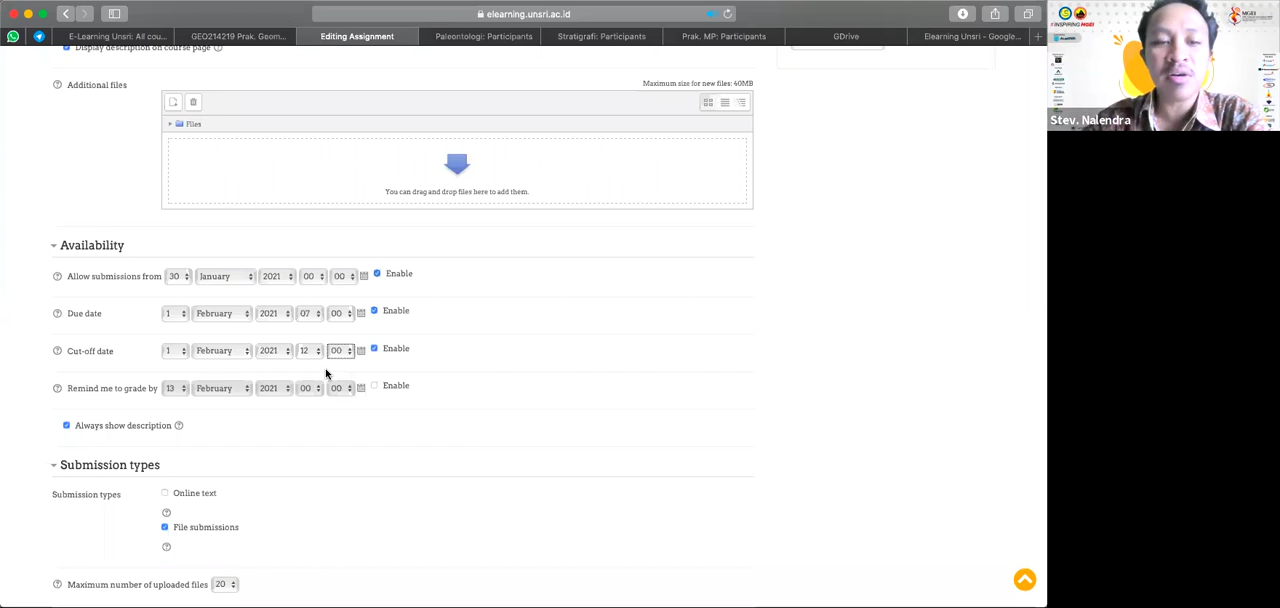 elearning.unsri.ac.id
E-Learning Unsri: All cou...
GEO214219 Prak. Geom...
Editing Ass
Paleontologi: Participants
Stratigrafi: Participants
Prak. MP: Participants
GDrive
Elearning Unsri - Google...
Display description on course page
Additional files
Maximum size for new files: 40MB
Files
You can drag and drop files here to add them.
Availability
Allow submissions from 30 January 2021 00 00 Enable
Due date 1 February 2021 07 00 Enable
Cut-off date 1 February 2021 12 00 Enable
Remind me to grade by 13 February 2021 00 00 Enable
Always show description
Submission types
Submission types
Online text
File submissions
Maximum number of uploaded files 20
#INSPIRING MGEI
MGEI
Stev. Nalendra